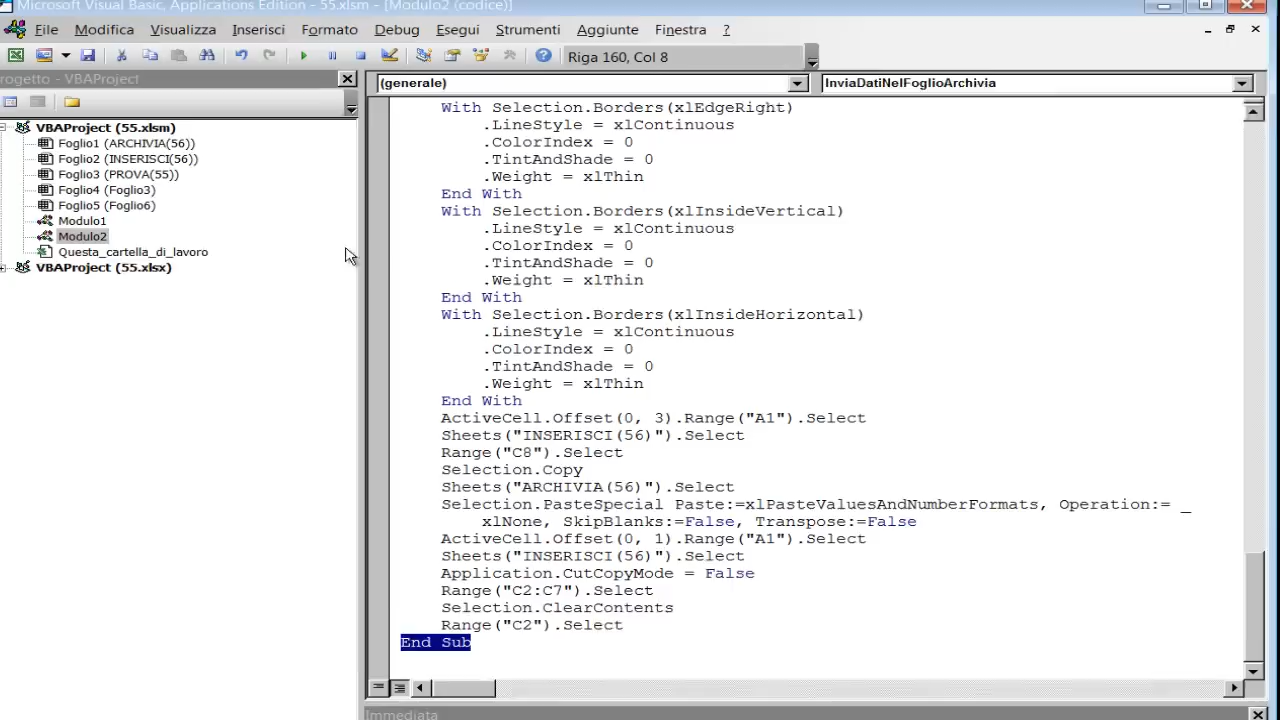 Microsoft Visual Basic, Applications Edition - 55.xlsm - [Modulo2 (codice)]
File Modifica Visualizza Inserisci Formato Debug Esegui Strumenti Aggiunte Finestra ?
Riga 160, Col 8
rogetto - VBAProject
(generale) InviaDatiNelFoglioArchivia
VBAProject (55.xlsm)
Foglio1 (ARCHIVIA(56))
Foglio2 (INSERISCI(56))
Foglio3 (PROVA(55))
Foglio4 (Foglio3)
Foglio5 (Foglio6)
Modulo1
Modulo2
Questa_cartella_di_lavoro
VBAProject (55.xlsx)
With Selection.Borders(xlEdgeRight)
.LineStyle = xlContinuous
.ColorIndex = 0
.TintAndShade = 0
.Weight = xlThin
End With
With Selection.Borders(xlInsideVertical)
.LineStyle = xlContinuous
.ColorIndex = 0
.TintAndShade = 0
.Weight = xlThin
End With
With Selection.Borders(xlInsideHorizontal)
.LineStyle = xlContinuous
.ColorIndex = 0
.TintAndShade = 0
.Weight = xlThin
End With
ActiveCell.Offset(0, 3).Range("A1").Select
Sheets("INSERISCI(56)").Select
Range("C8").Select
Selection.Copy
Sheets("ARCHIVIA(56)").Select
Selection.PasteSpecial Paste:=xlPasteValuesAndNumberFormats, Operation:= _
xlNone, SkipBlanks:=False, Transpose:=False
ActiveCell.Offset(0, 1).Range("A1").Select
Sheets("INSERISCI(56)").Select
Application.CutCopyMode = False
Range("C2:C7").Select
Selection.ClearContents
Range("C2").Select
End Sub
Immediata